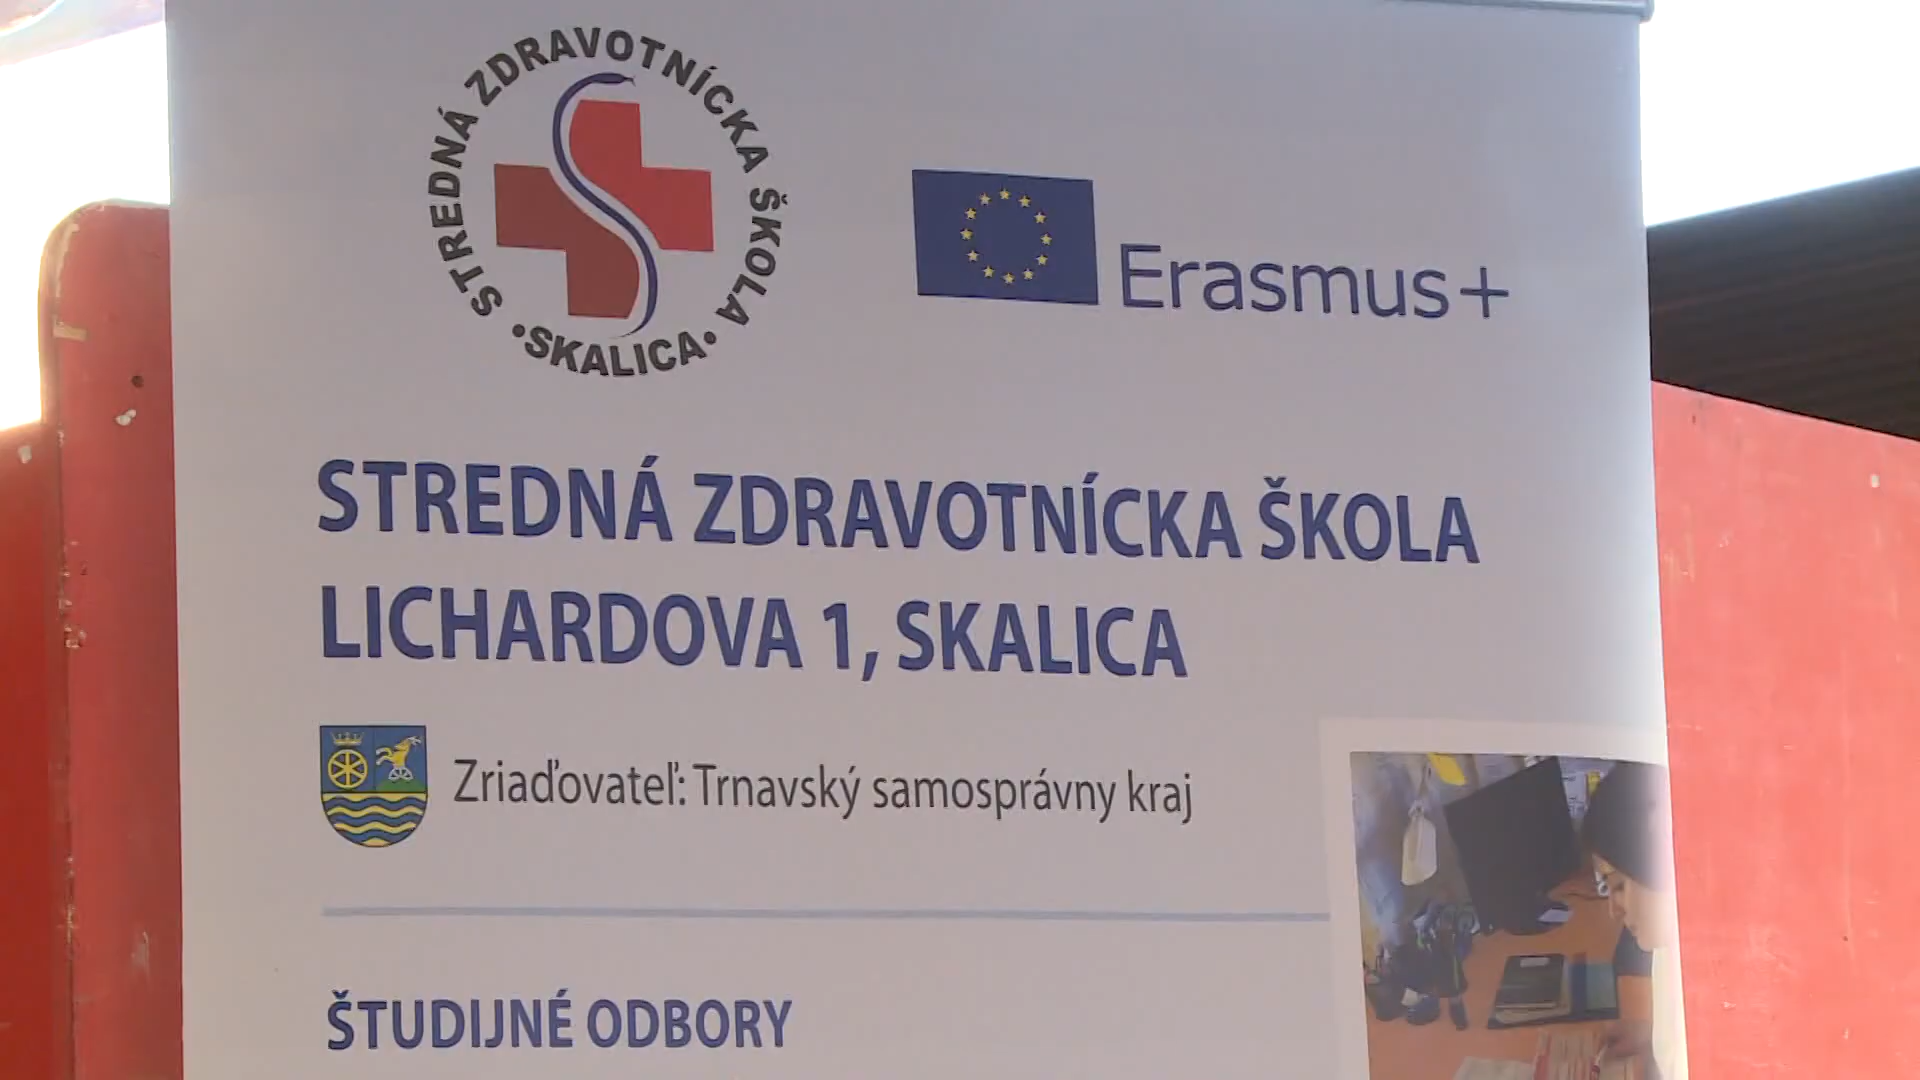 STREDNÁ ZDRAVOTNÍCKA ŠKOLA
•SKALICA•
Erasmus+
STREDNÁ ZDRAVOTNÍCKA ŠKOLA
LICHARDOVA 1, SKALICA
Zriaďovateľ: Trnavský samosprávny kraj
ŠTUDIJNÉ ODBORY